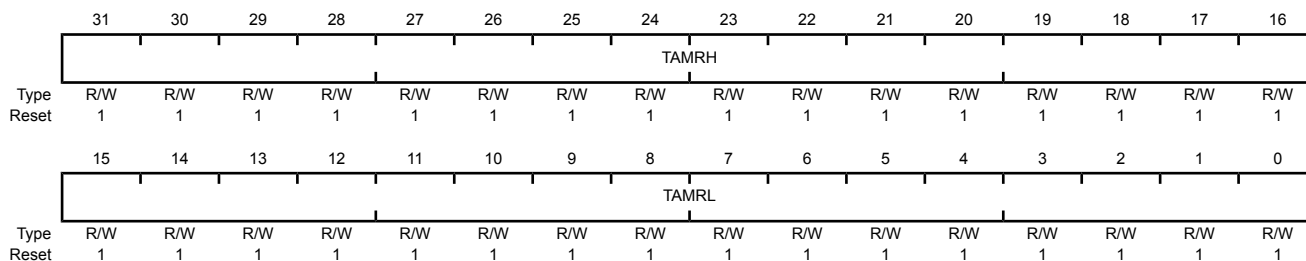 31 30 29 28 27 26 25 24 23 22 21 20 19 18 17 16
TAMRH
Type R/W R/W R/W R/W R/W R/W R/W R/W R/W R/W R/W R/W R/W R/W R/W R/W
Reset 1 1 1 1 1 1 1 1 1 1 1 1 1 1 1 1
15 14 13 12 11 10 9 8 7 6 5 4 3 2 1 0
TAMRL
Type R/W R/W R/W R/W R/W R/W R/W R/W R/W R/W R/W R/W R/W R/W R/W R/W
Reset 1 1 1 1 1 1 1 1 1 1 1 1 1 1 1 1